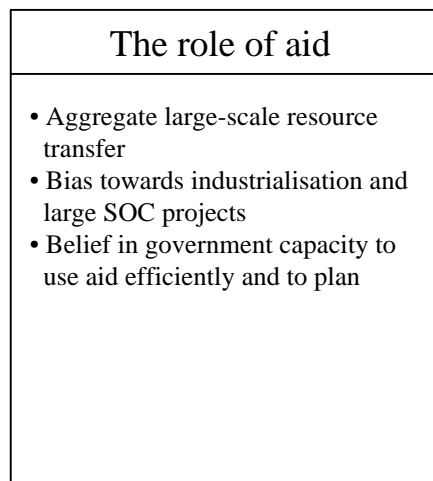 The role of aid
• Aggregate large-scale resource
transfer
• Bias towards industrialisation and
large SOC projects
• Belief in government capacity to
use aid efficiently and to plan